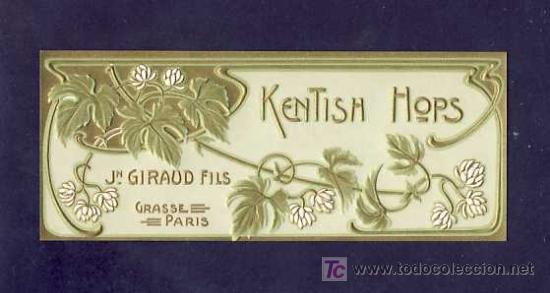 KENTISH HOPS
JN GIRAUD FILS
GRASSE
PARIS
TC www.todocoleccion.net